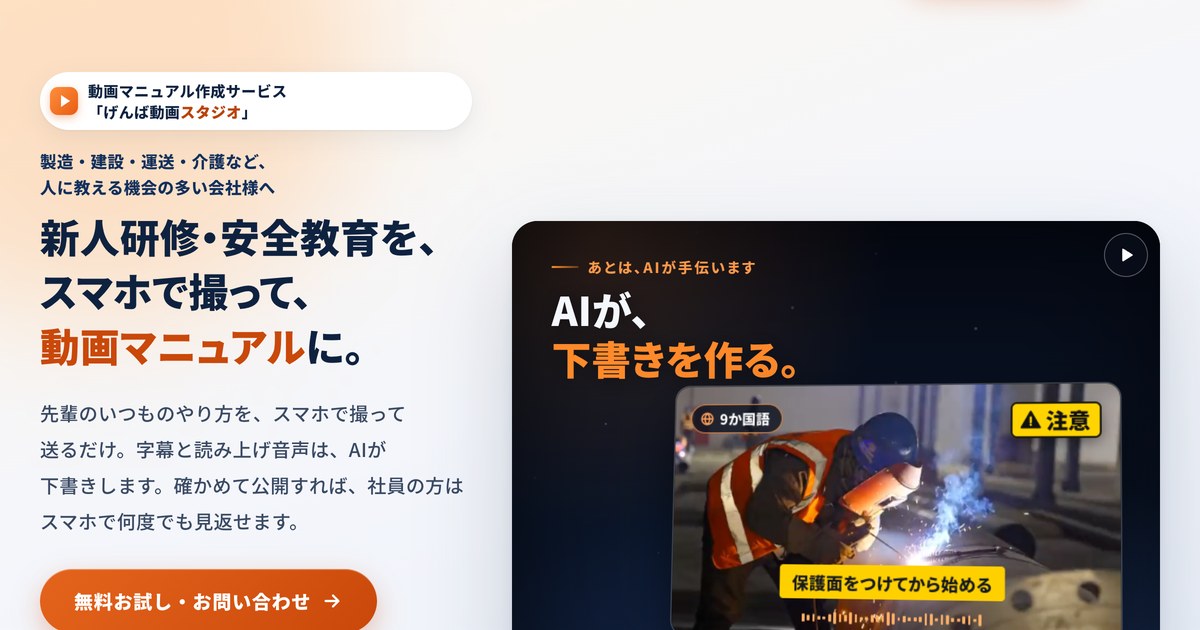 動画マニュアル作成サービス
「げんば動画スタジオ」
製造・建設・運送・介護など、
人に教える機会の多い会社様へ
新人研修・安全教育を、
スマホで撮って、
動画マニュアルに。
先輩のいつものやり方を、スマホで撮って
送るだけ。字幕と読み上げ音声は、AIが
下書きします。確かめて公開すれば、社員の方は
スマホで何度でも見返せます。
無料お試し・お問い合わせ →
あとは、AIが手伝います
AIが、
下書きを作る。
9か国語
注意
保護面をつけてから始める